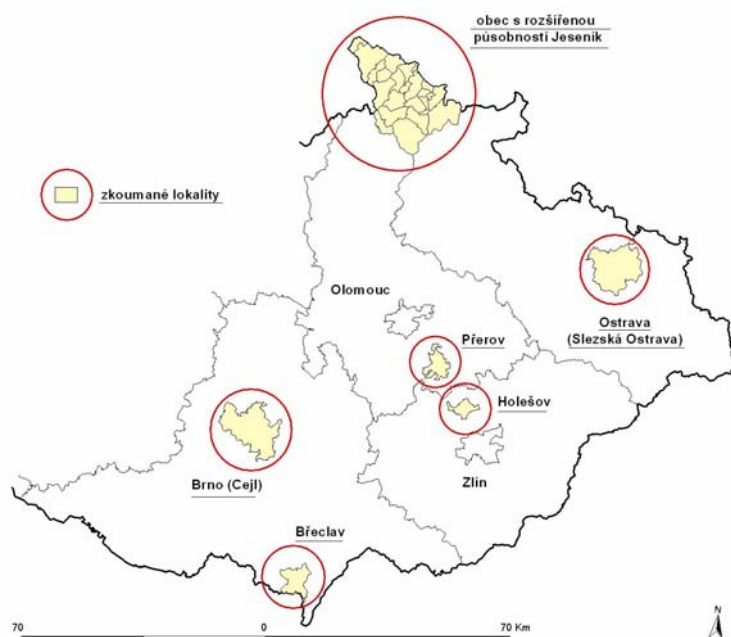 obec s rozšířenou
působností Jeseník
zkoumané lokality
Olomouc
Přerov
Ostrava
(Slezská Ostrava)
Holešov
Brno (Cejl)
Zlín
Břeclav
70 0 70 Km
N